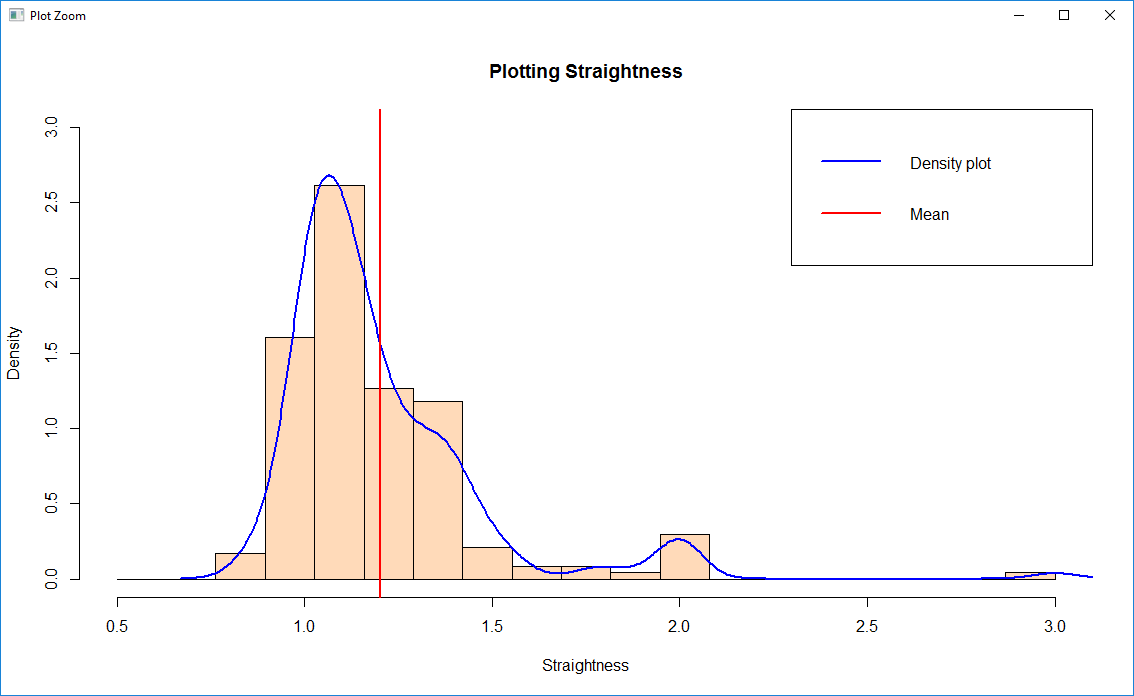 Plot Zoom
Plotting Straightness
Density plot
Mean
Density
3.0
2.5
2.0
1.5
1.0
0.5
0.0
0.5 1.0 1.5 2.0 2.5 3.0
Straightness